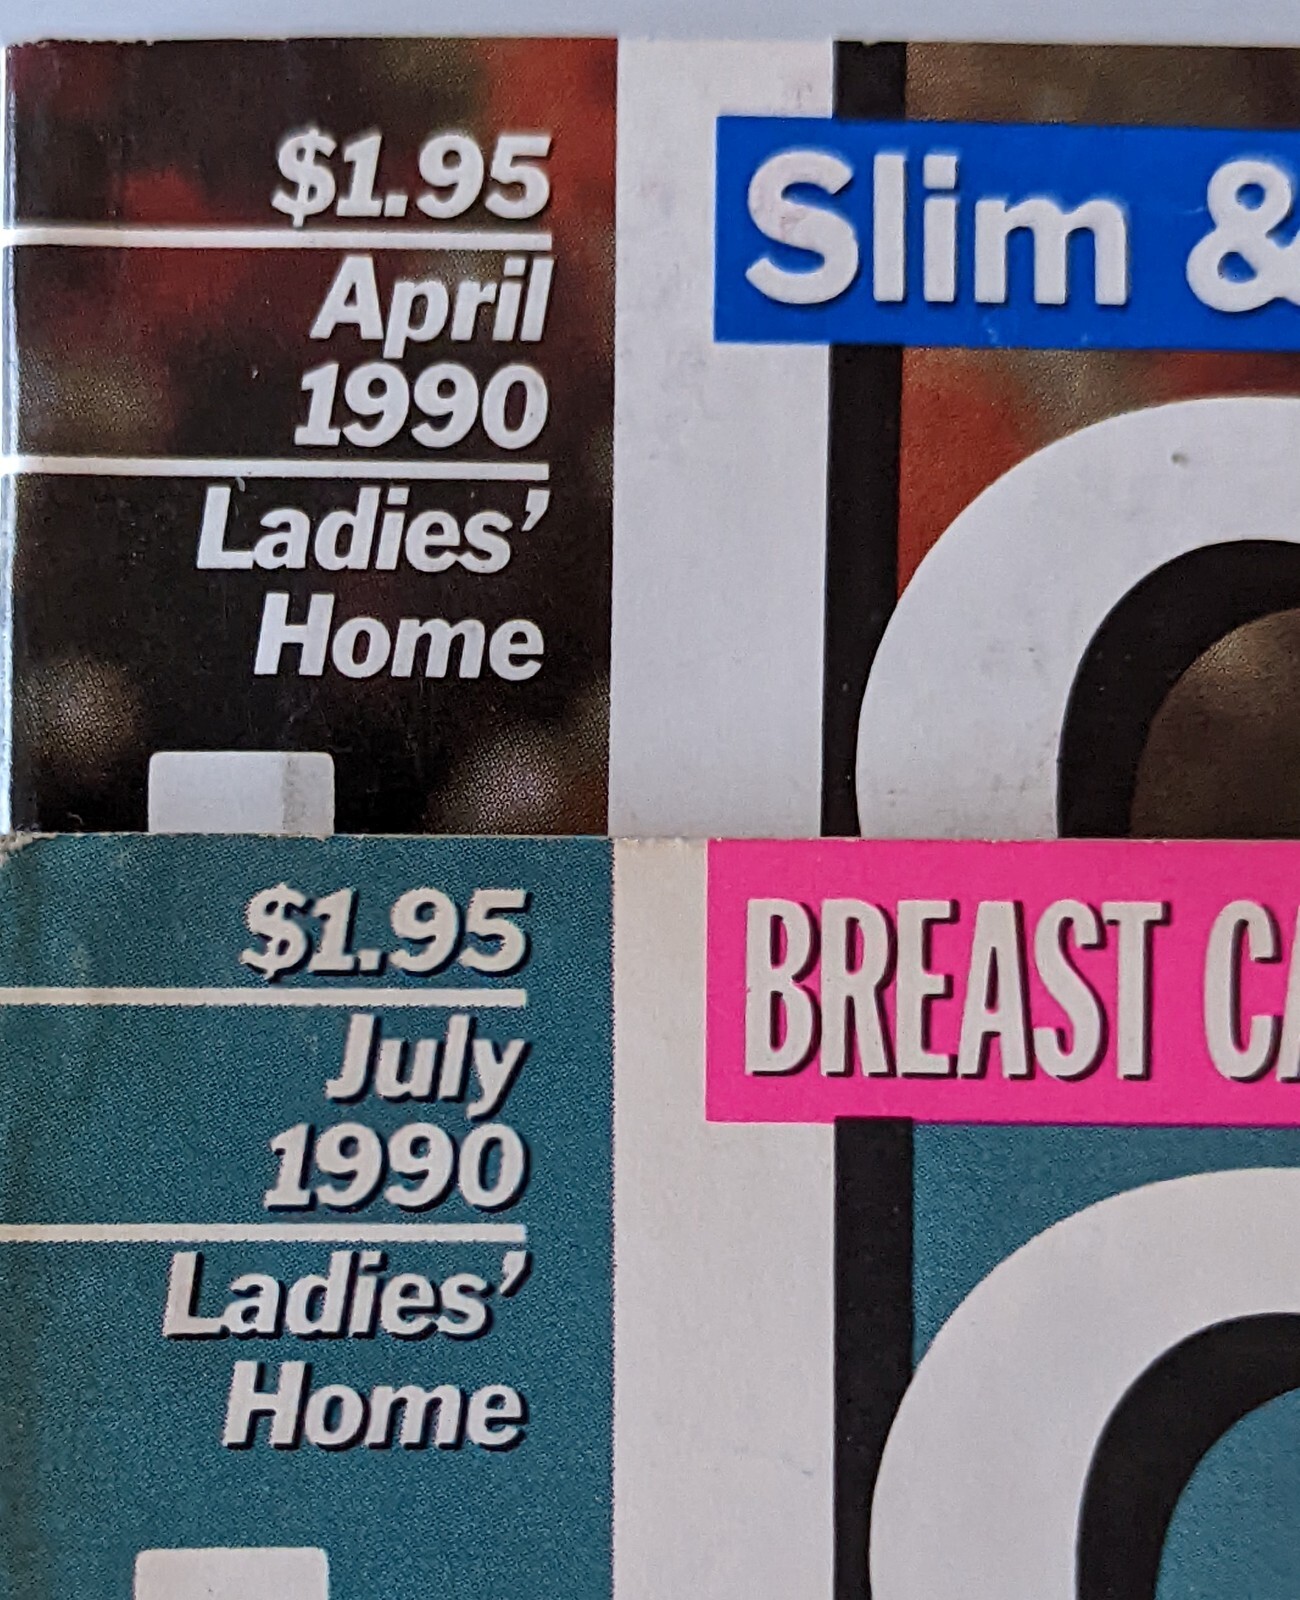 $1.95
April
1990
Ladies’
Home
Slim &
$1.95
July
1990
Ladies’
Home
BREAST CA